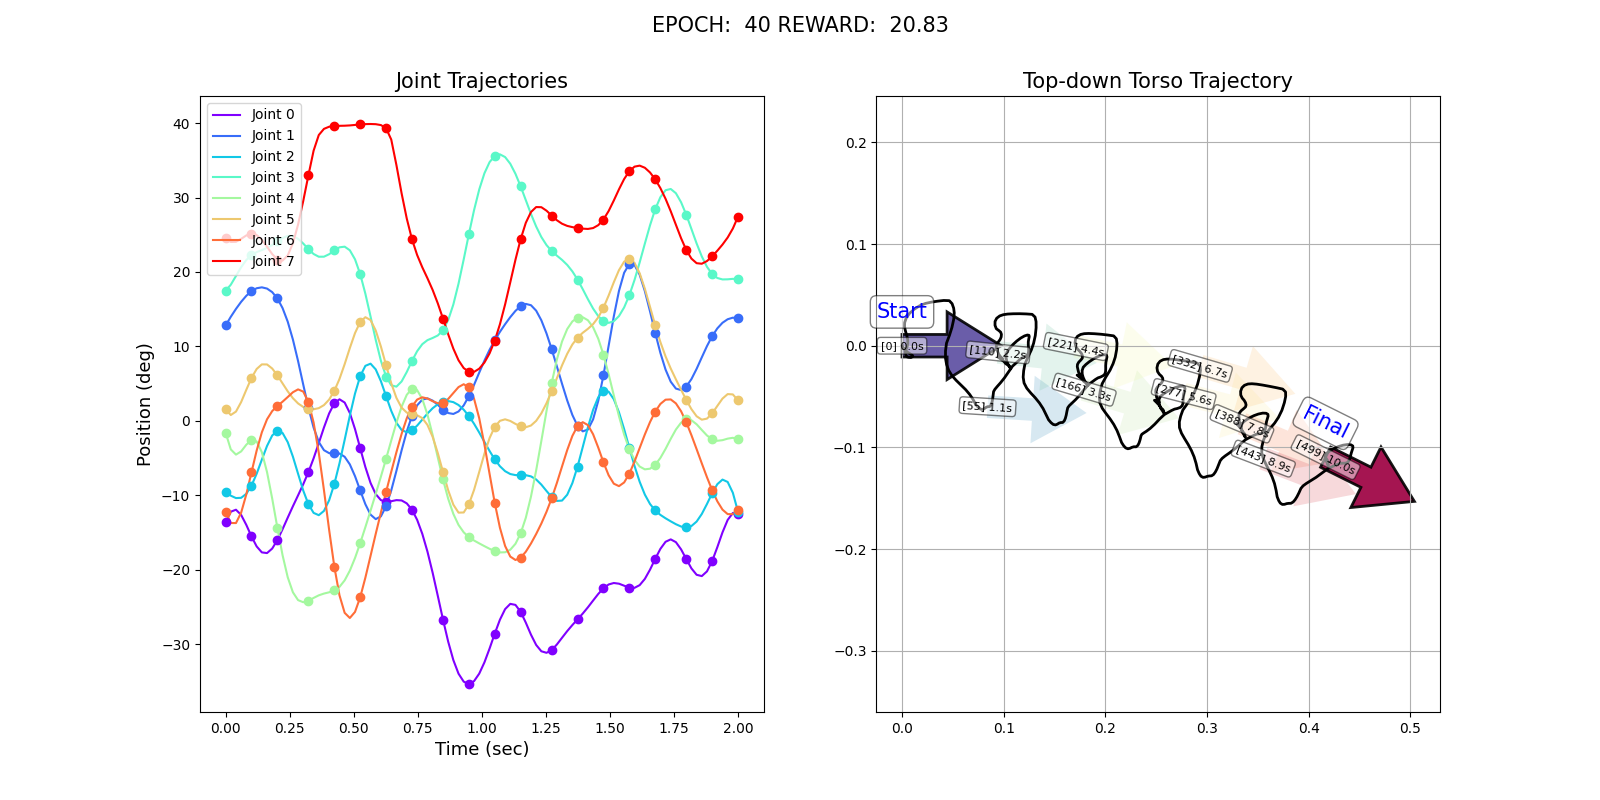 EPOCH:  40 REWARD:  20.83
Joint Trajectories
Position (deg)
40
30
20
10
0
−10
−20
−30
Joint 0
Joint 1
Joint 2
Joint 3
Joint 4
Joint 5
Joint 6
Joint 7
0.00 0.25 0.50 0.75 1.00 1.25 1.50 1.75 2.00
Time (sec)
Top-down Torso Trajectory
0.2
0.1
0.0
−0.1
−0.2
−0.3
Start
[0] 0.0s
[55] 1.1s
[110] 2.2s
[166] 3.3s
[221] 4.4s
[277] 5.6s
[332] 6.7s
[388] 7.8s
[443] 8.9s
Final
[499] 10.0s
0.0 0.1 0.2 0.3 0.4 0.5